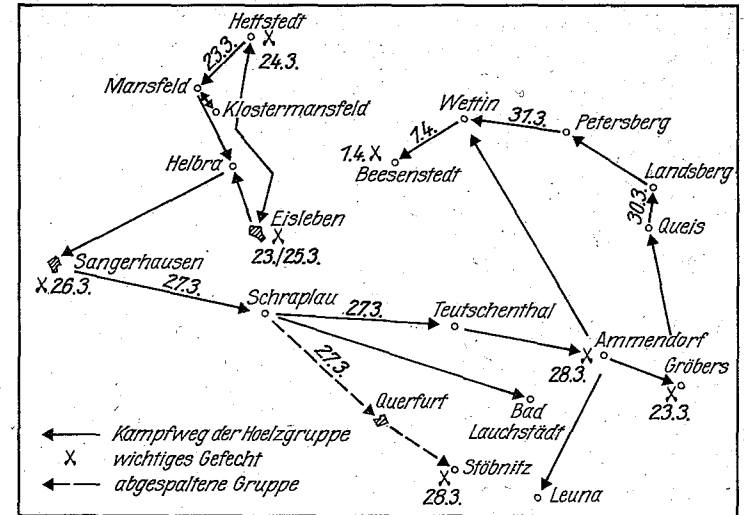 Hettstedt
23.3.
24.3.
Mansfeld
Klostermansfeld
Wettin
31.3.
Petersberg
1.4.
1.4.
Beesenstedt
Helbra
Landsberg
30.3.
Queis
Eisleben
23./25.3.
Sangerhausen
26.3.
27.3.
Schraplau
27.3.
Teutschenthal
Ammendorf
28.3.
Gröbers
23.3.
27.3.
Querfurt
Bad
Lauchstädt
Stöbnitz
28.3.
Leuna
Kampfweg der Hoelzgruppe
wichtiges Gefecht
abgespaltene Gruppe